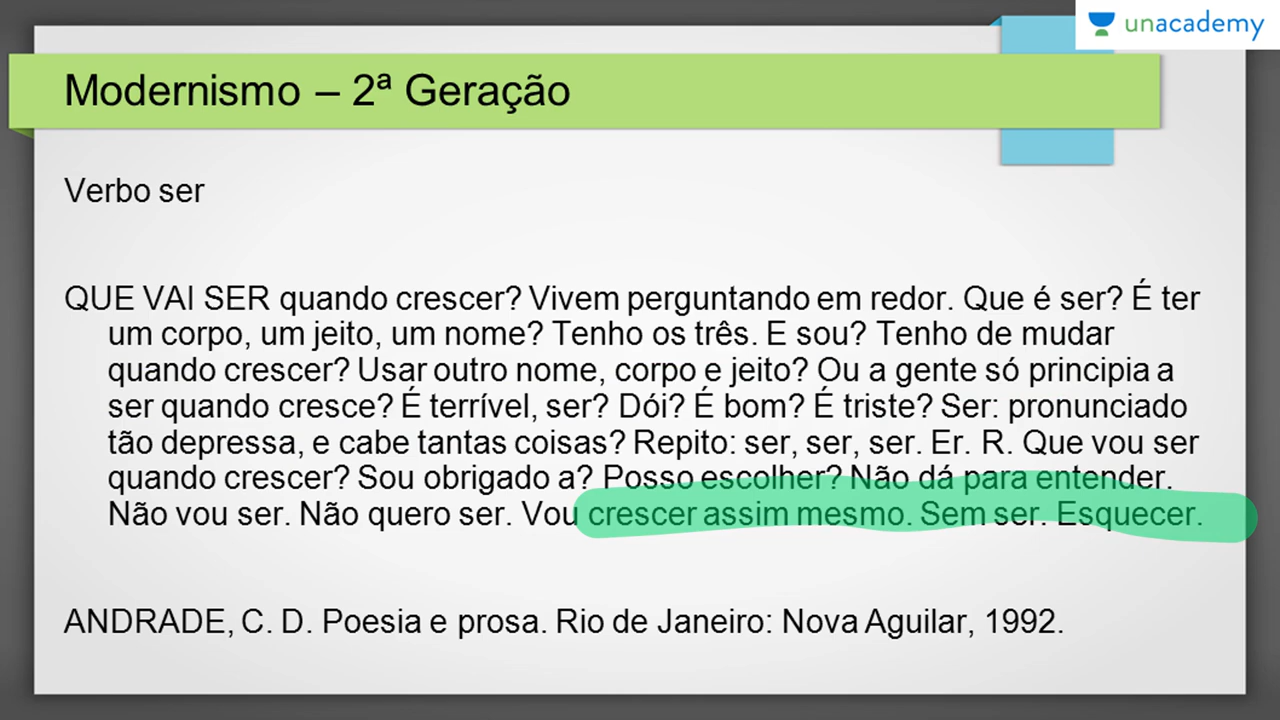 unacademy
Modernismo – 2ª Geração
Verbo ser
QUE VAI SER quando crescer? Vivem perguntando em redor. Que é ser? É ter
um corpo, um jeito, um nome? Tenho os três. E sou? Tenho de mudar
quando crescer? Usar outro nome, corpo e jeito? Ou a gente só principia a
ser quando cresce? É terrível, ser? Dói? É bom? É triste? Ser: pronunciado
tão depressa, e cabe tantas coisas? Repito: ser, ser, ser. Er. R. Que vou ser
quando crescer? Sou obrigado a? Posso escolher? Não dá para entender.
Não vou ser. Não quero ser. Vou crescer assim mesmo. Sem ser. Esquecer.
ANDRADE, C. D. Poesia e prosa. Rio de Janeiro: Nova Aguilar, 1992.